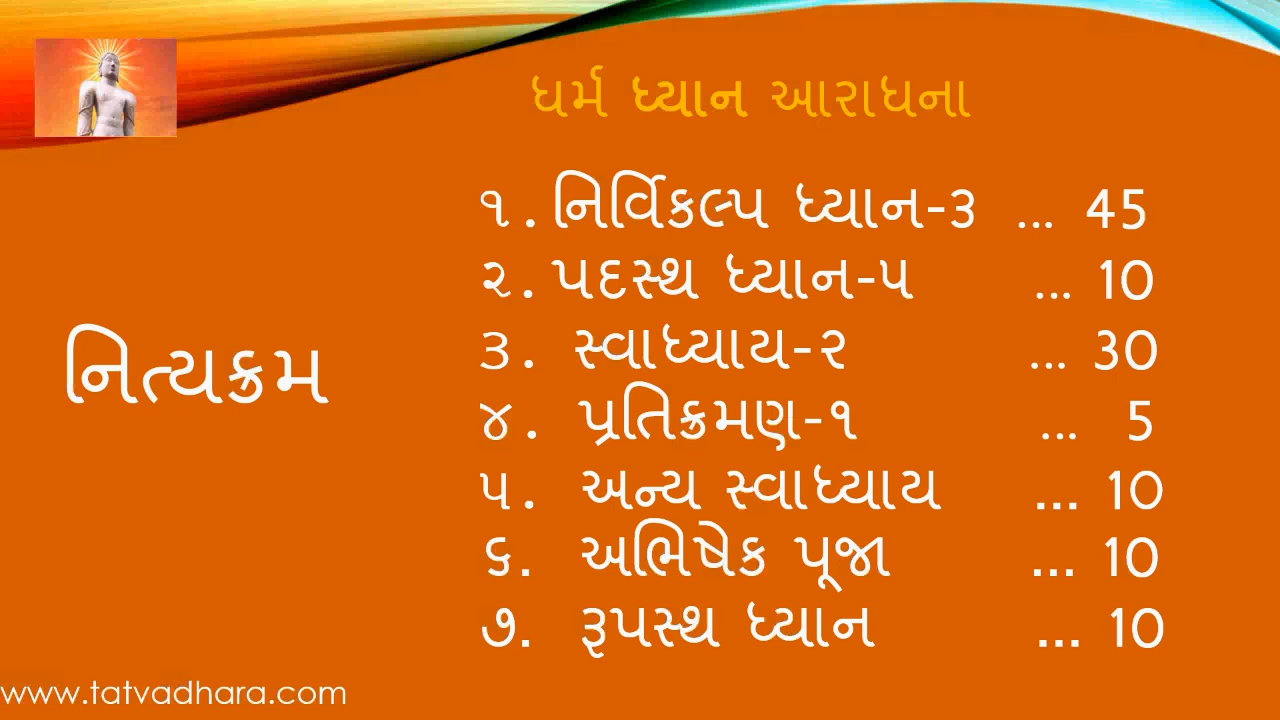 ધર્મ ધ્યાન આરાધના
નિત્યક્રમ
૧. નિર્વિકલ્પ ધ્યાન-૩ ... 45
૨. પદસ્થ ધ્યાન-૫ ... 10
૩. સ્વાધ્યાય-૨ ... 30
૪. પ્રતિક્રમણ-૧ ... 5
૫. અન્ય સ્વાધ્યાય ... 10
૬. અભિષેક પૂજા ... 10
૭. રૂપસ્થ ધ્યાન ... 10
www.tatvadhara.com